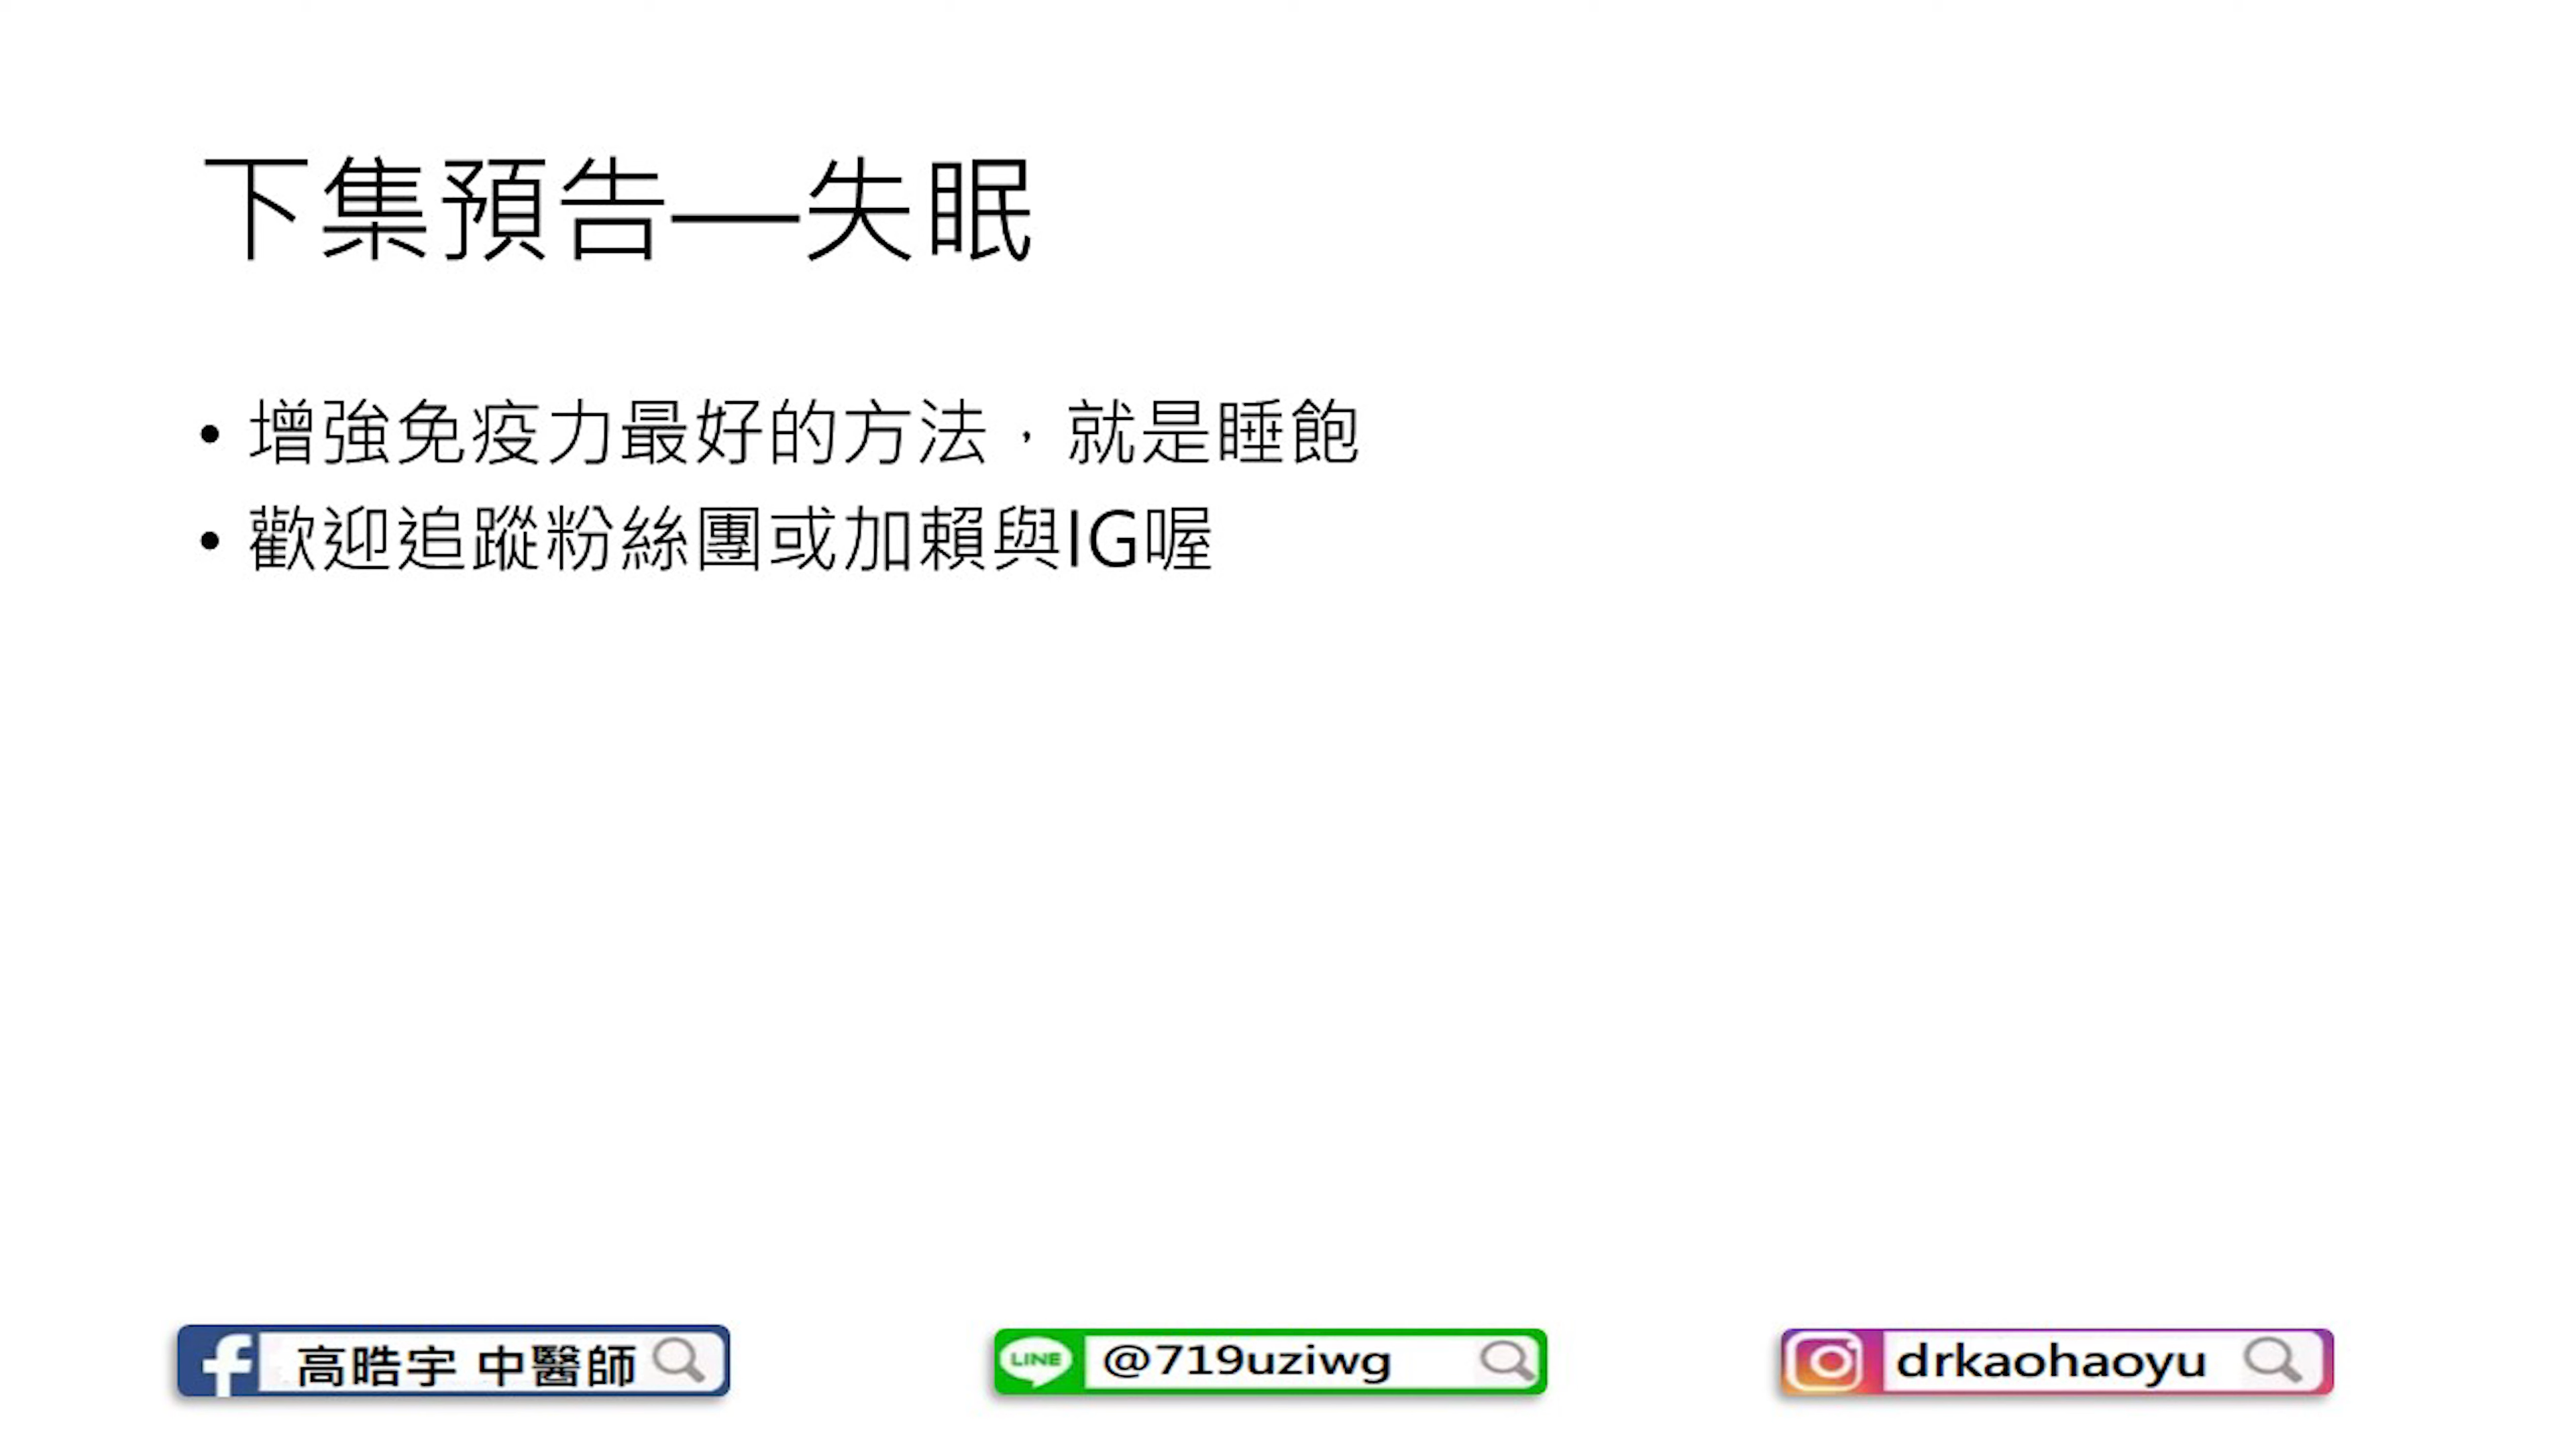 下集預告—失眠
• 增強免疫力最好的方法，就是睡飽
• 歡迎追蹤粉絲團或加賴與IG喔
高晧宇 中醫師
LINE @719uziwg
drkaohaoyu